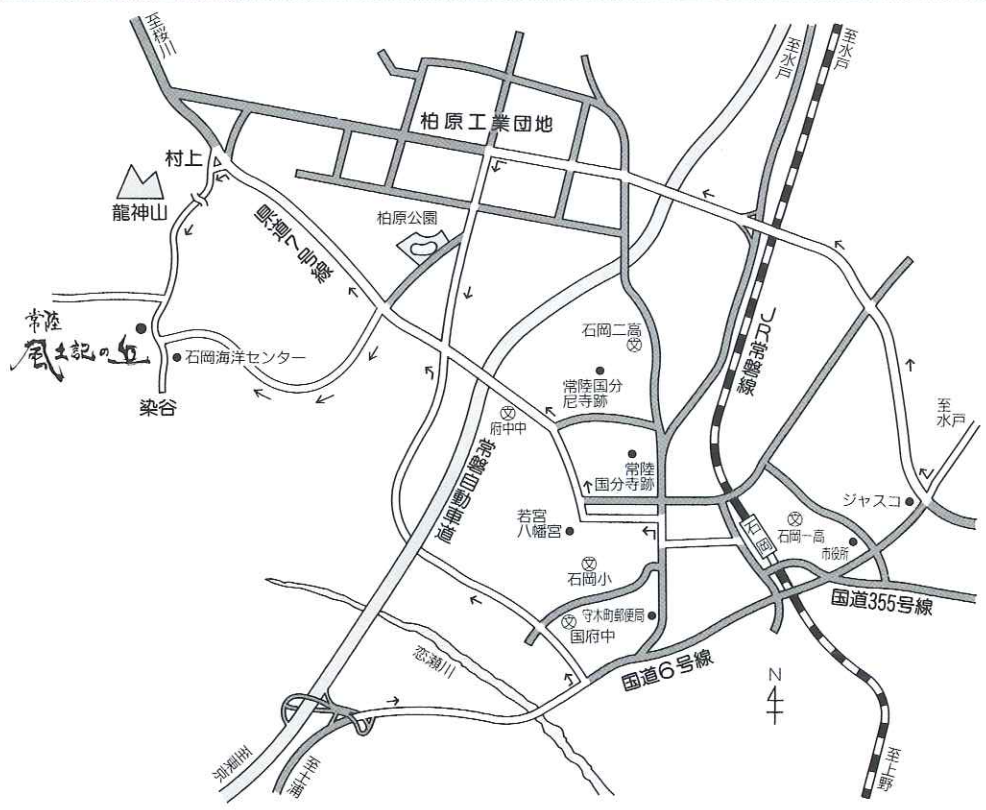 至桜川
至水戸
至水戸
柏原工業団地
村上
龍神山
県道7号線
柏原公園
常陸
風土記の丘
石岡海洋センター
染谷
石岡二高
文
常陸国分
尼寺跡
JR常磐線
文
府中中
至
水戸
常磐自動車道
常陸
国分寺跡
ジャスコ
若宮
八幡宮
石岡
文
石岡一高
市役所
文
石岡小
国道355号線
守木町郵便局
文
国府中
恋瀬川
国道6号線
N
至東京
至土浦
至上野